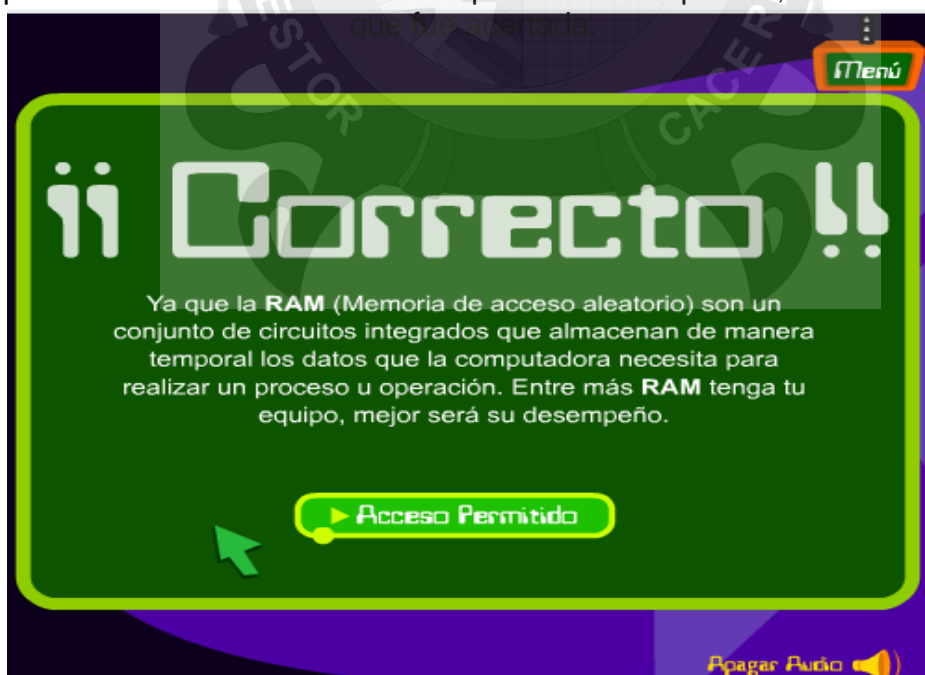 que fue acertada.
Menú
¡¡ Correcto !!
Ya que la RAM (Memoria de acceso aleatorio) son un
conjunto de circuitos integrados que almacenan de manera
temporal los datos que la computadora necesita para
realizar un proceso u operación. Entre más RAM tenga tu
equipo, mejor será su desempeño.
Acceso Permitido
Apagar Audio